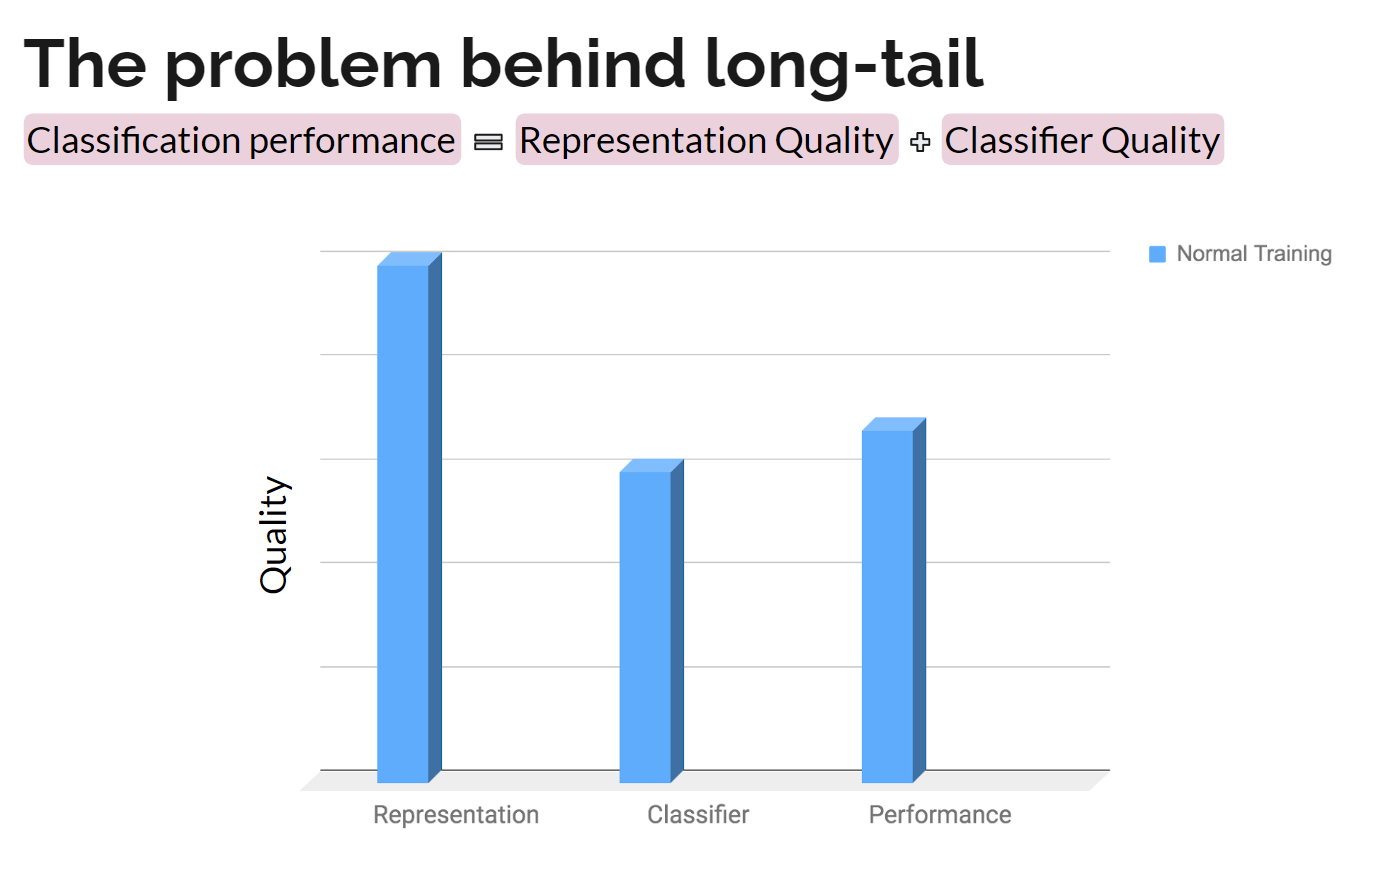 The problem behind long-tail
Classification performance = Representation Quality + Classifier Quality
Normal Training
Quality
Representation Classifier Performance